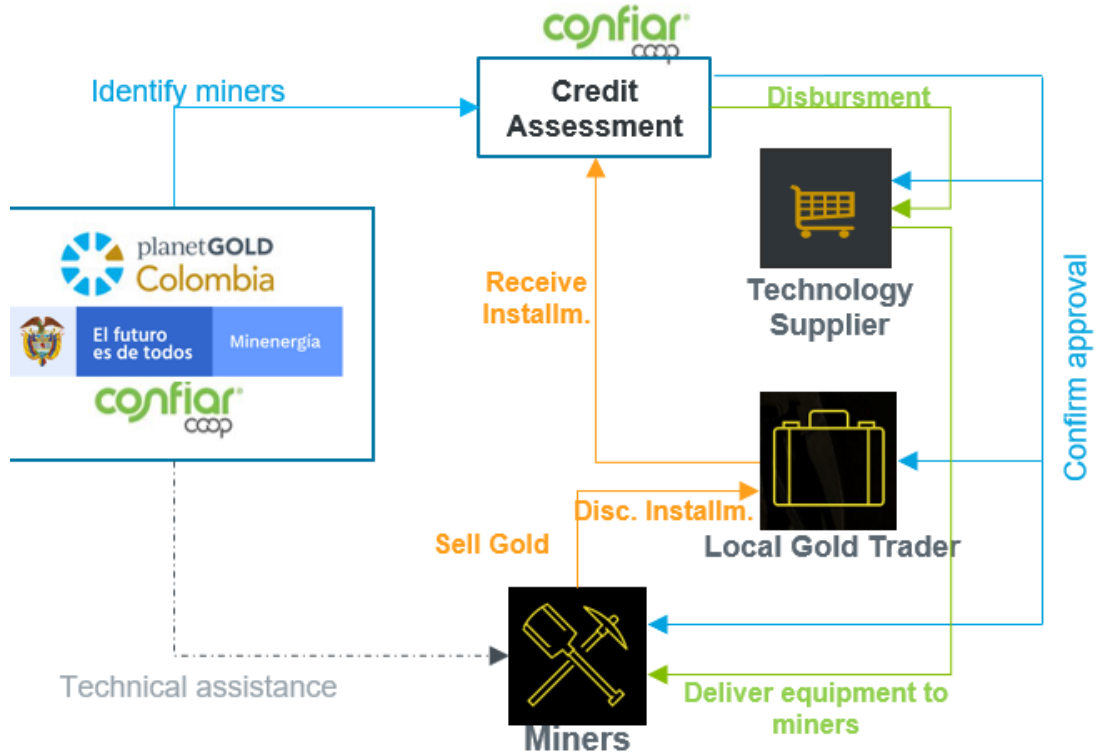 confiar
coop
Identify miners
Credit
Assessment
Disbursment
planetGOLD
Colombia
El futuro
es de todos
Minenergía
confiar
coop
Receive
Installm.
Technology
Supplier
Confirm approval
Disc. Installm.
Sell Gold
Local Gold Trader
Technical assistance
Deliver equipment to
miners
Miners